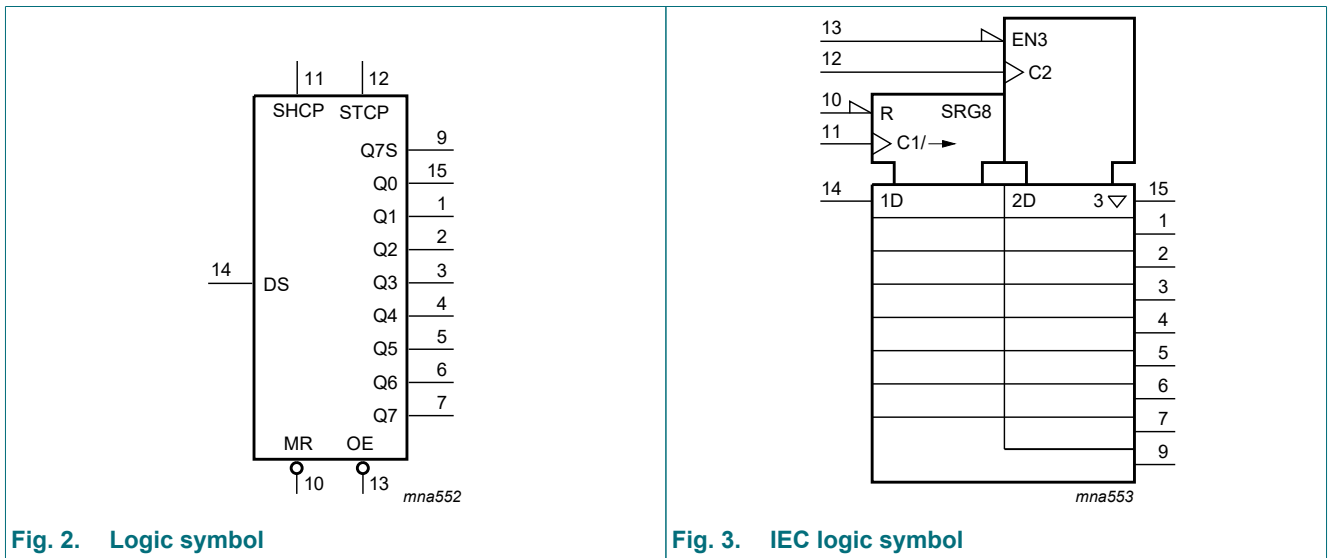 11 12
SHCP STCP
Q7S 9
Q0 15
Q1 1
Q2 2
14 DS Q3 3
Q4 4
Q5 5
Q6 6
Q7 7
MR OE
10 13
mna552
Fig. 2. Logic symbol
13 EN3
12 C2
10 R SRG8
11 C1/
14 1D 2D 3 15
1
2
3
4
5
6
7
9
mna553
Fig. 3. IEC logic symbol